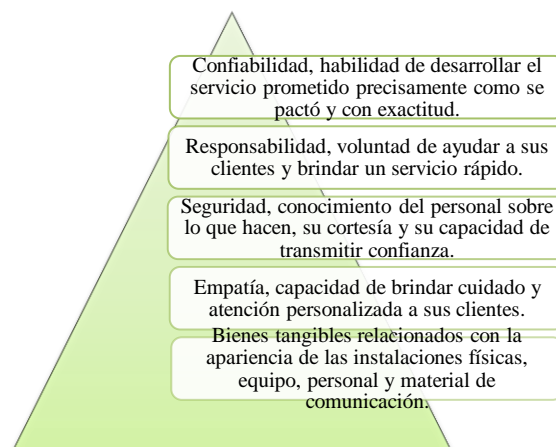 Confiabilidad, habilidad de desarrollar el
servicio prometido precisamente como se
pactó y con exactitud.
Responsabilidad, voluntad de ayudar a sus
clientes y brindar un servicio rápido.
Seguridad, conocimiento del personal sobre
lo que hacen, su cortesía y su capacidad de
transmitir confianza.
Empatía, capacidad de brindar cuidado y
atención personalizada a sus clientes.
Bienes tangibles relacionados con la
apariencia de las instalaciones físicas,
equipo, personal y material de
comunicación.